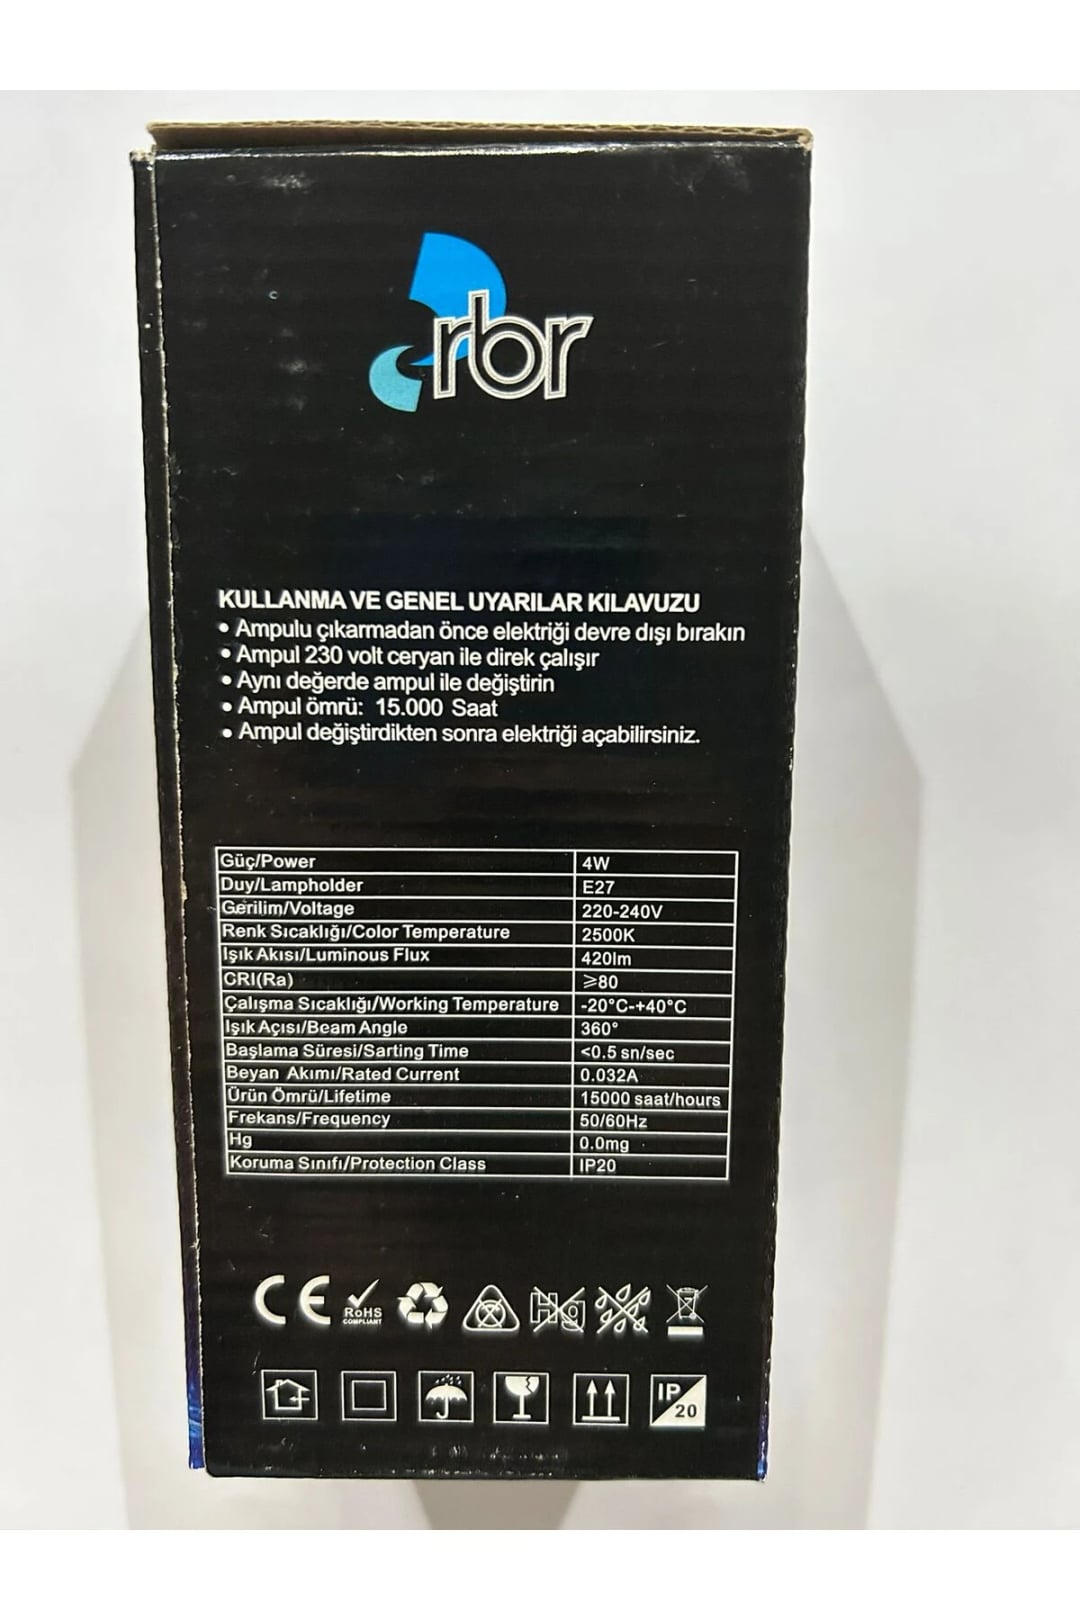 rbr
KULLANMA VE GENEL UYARILAR KILAVUZU
• Ampulu çıkarmadan önce elektriği devre dışı bırakın
• Ampul 230 volt ceryan ile direk çalışır
• Aynı değerde ampul ile değiştirin
• Ampul ömrü: 15.000 Saat
• Ampul değiştirdikten sonra elektriği açabilirsiniz.
Güç/Power 4W
Duy/Lampholder E27
Gerilim/Voltage 220-240V
Renk Sıcaklığı/Color Temperature 2500K
Işık Akısı/Luminous Flux 420lm
CRI(Ra) ≥80
Çalışma Sıcaklığı/Working Temperature -20°C-+40°C
Işık Açısı/Beam Angle 360°
Başlama Süresi/Sarting Time <0.5 sn/sec
Beyan Akımı/Rated Current 0.032A
Ürün Ömrü/Lifetime 15000 saat/hours
Frekans/Frequency 50/60Hz
Hg 0.0mg
Koruma Sınıfı/Protection Class IP20
CE RoHS COMPLIANT Hg
IP 20